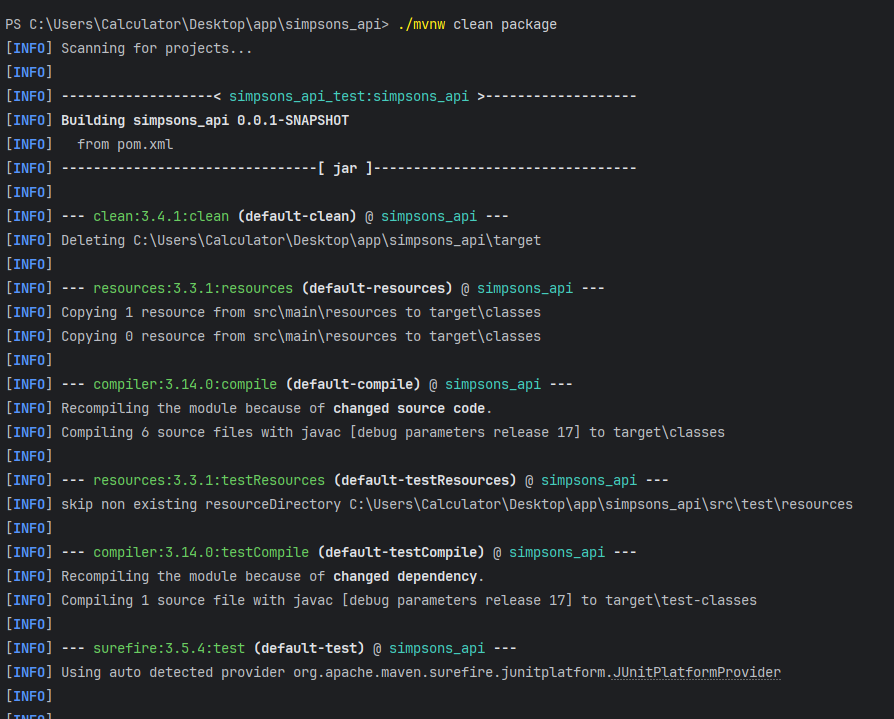 PS C:\Users\Calculator\Desktop\app\simpsons_api> ./mvnw clean package
[INFO] Scanning for projects...
[INFO]
[INFO] -------------------< simpsons_api_test:simpsons_api >-------------------
[INFO] Building simpsons_api 0.0.1-SNAPSHOT
[INFO]   from pom.xml
[INFO] --------------------------------[ jar ]---------------------------------
[INFO]
[INFO] --- clean:3.4.1:clean (default-clean) @ simpsons_api ---
[INFO] Deleting C:\Users\Calculator\Desktop\app\simpsons_api\target
[INFO]
[INFO] --- resources:3.3.1:resources (default-resources) @ simpsons_api ---
[INFO] Copying 1 resource from src\main\resources to target\classes
[INFO] Copying 0 resource from src\main\resources to target\classes
[INFO]
[INFO] --- compiler:3.14.0:compile (default-compile) @ simpsons_api ---
[INFO] Recompiling the module because of changed source code.
[INFO] Compiling 6 source files with javac [debug parameters release 17] to target\classes
[INFO]
[INFO] --- resources:3.3.1:testResources (default-testResources) @ simpsons_api ---
[INFO] skip non existing resourceDirectory C:\Users\Calculator\Desktop\app\simpsons_api\src\test\resources
[INFO]
[INFO] --- compiler:3.14.0:testCompile (default-testCompile) @ simpsons_api ---
[INFO] Recompiling the module because of changed dependency.
[INFO] Compiling 1 source file with javac [debug parameters release 17] to target\test-classes
[INFO]
[INFO] --- surefire:3.5.4:test (default-test) @ simpsons_api ---
[INFO] Using auto detected provider org.apache.maven.surefire.junitplatform.JUnitPlatformProvider
[INFO]
[INFO]